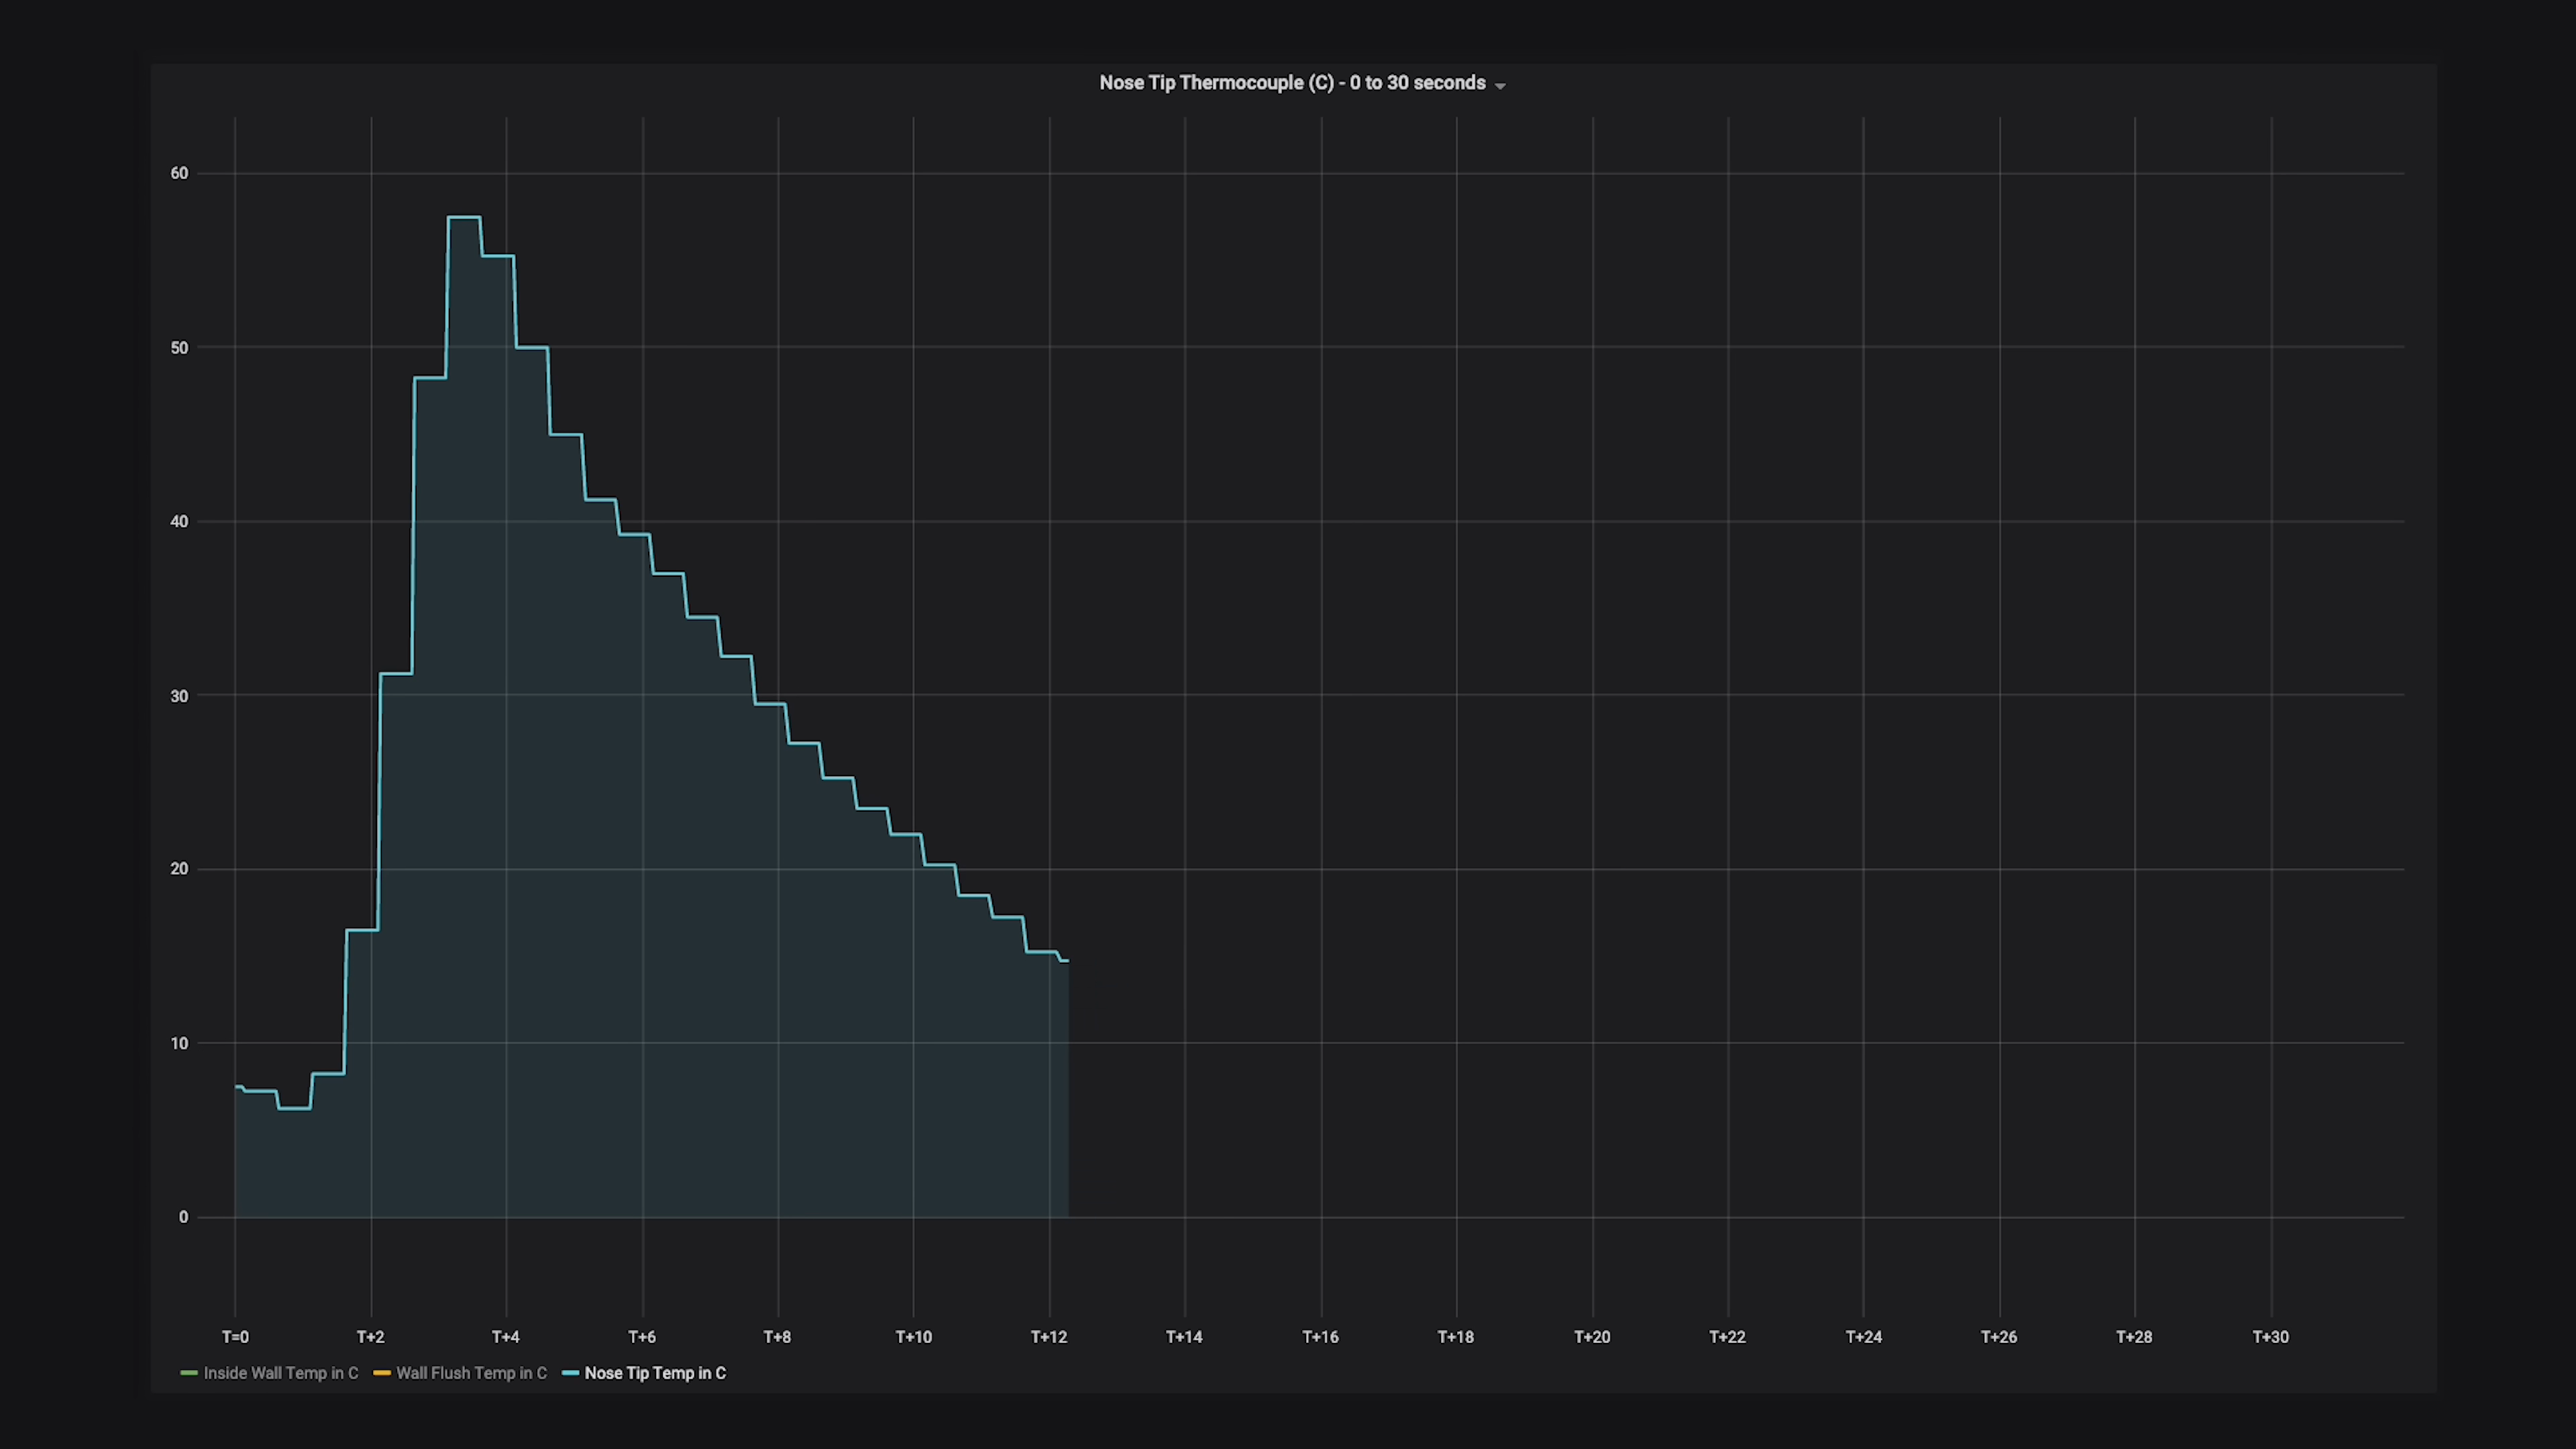 Nose Tip Thermocouple (C) - 0 to 30 seconds
60
50
40
30
20
10
0
T=0 T+2 T+4 T+6 T+8 T+10 T+12 T+14 T+16 T+18 T+20 T+22 T+24 T+26 T+28 T+30
Inside Wall Temp in C Wall Flush Temp in C Nose Tip Temp in C